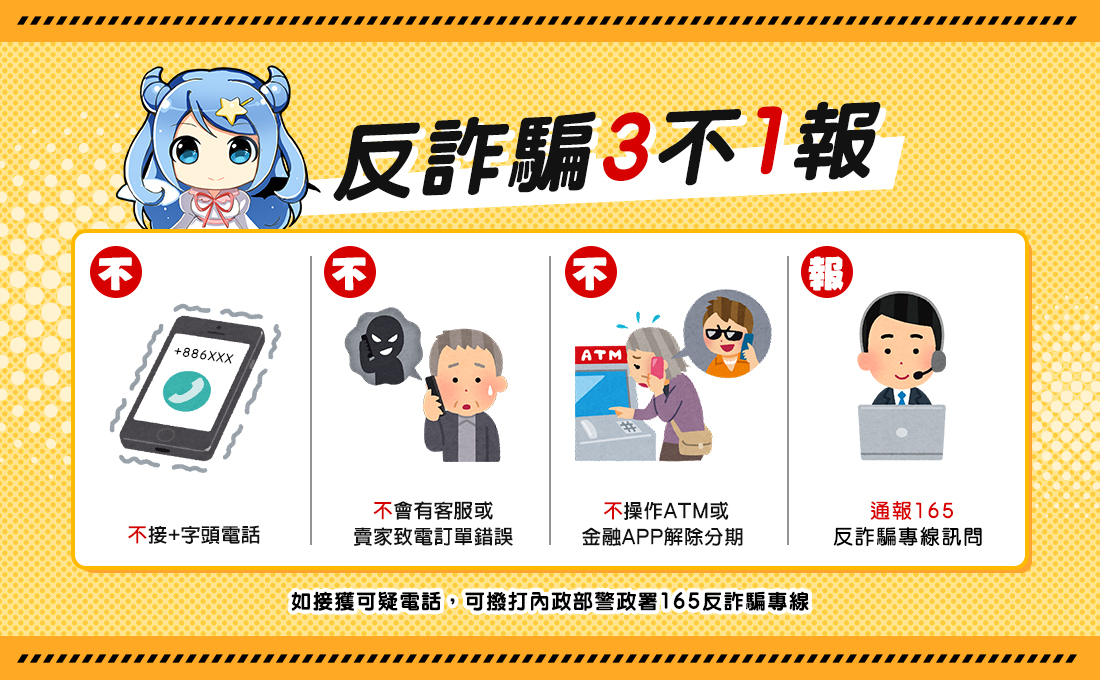 反詐騙3不1報
不
+886XXX
不接+字頭電話
不
不會有客服或
賣家致電訂單錯誤
不
ATM
不操作ATM或
金融APP解除分期
報
通報165
反詐騙專線訊問
如接獲可疑電話，可撥打內政部警政署165反詐騙專線